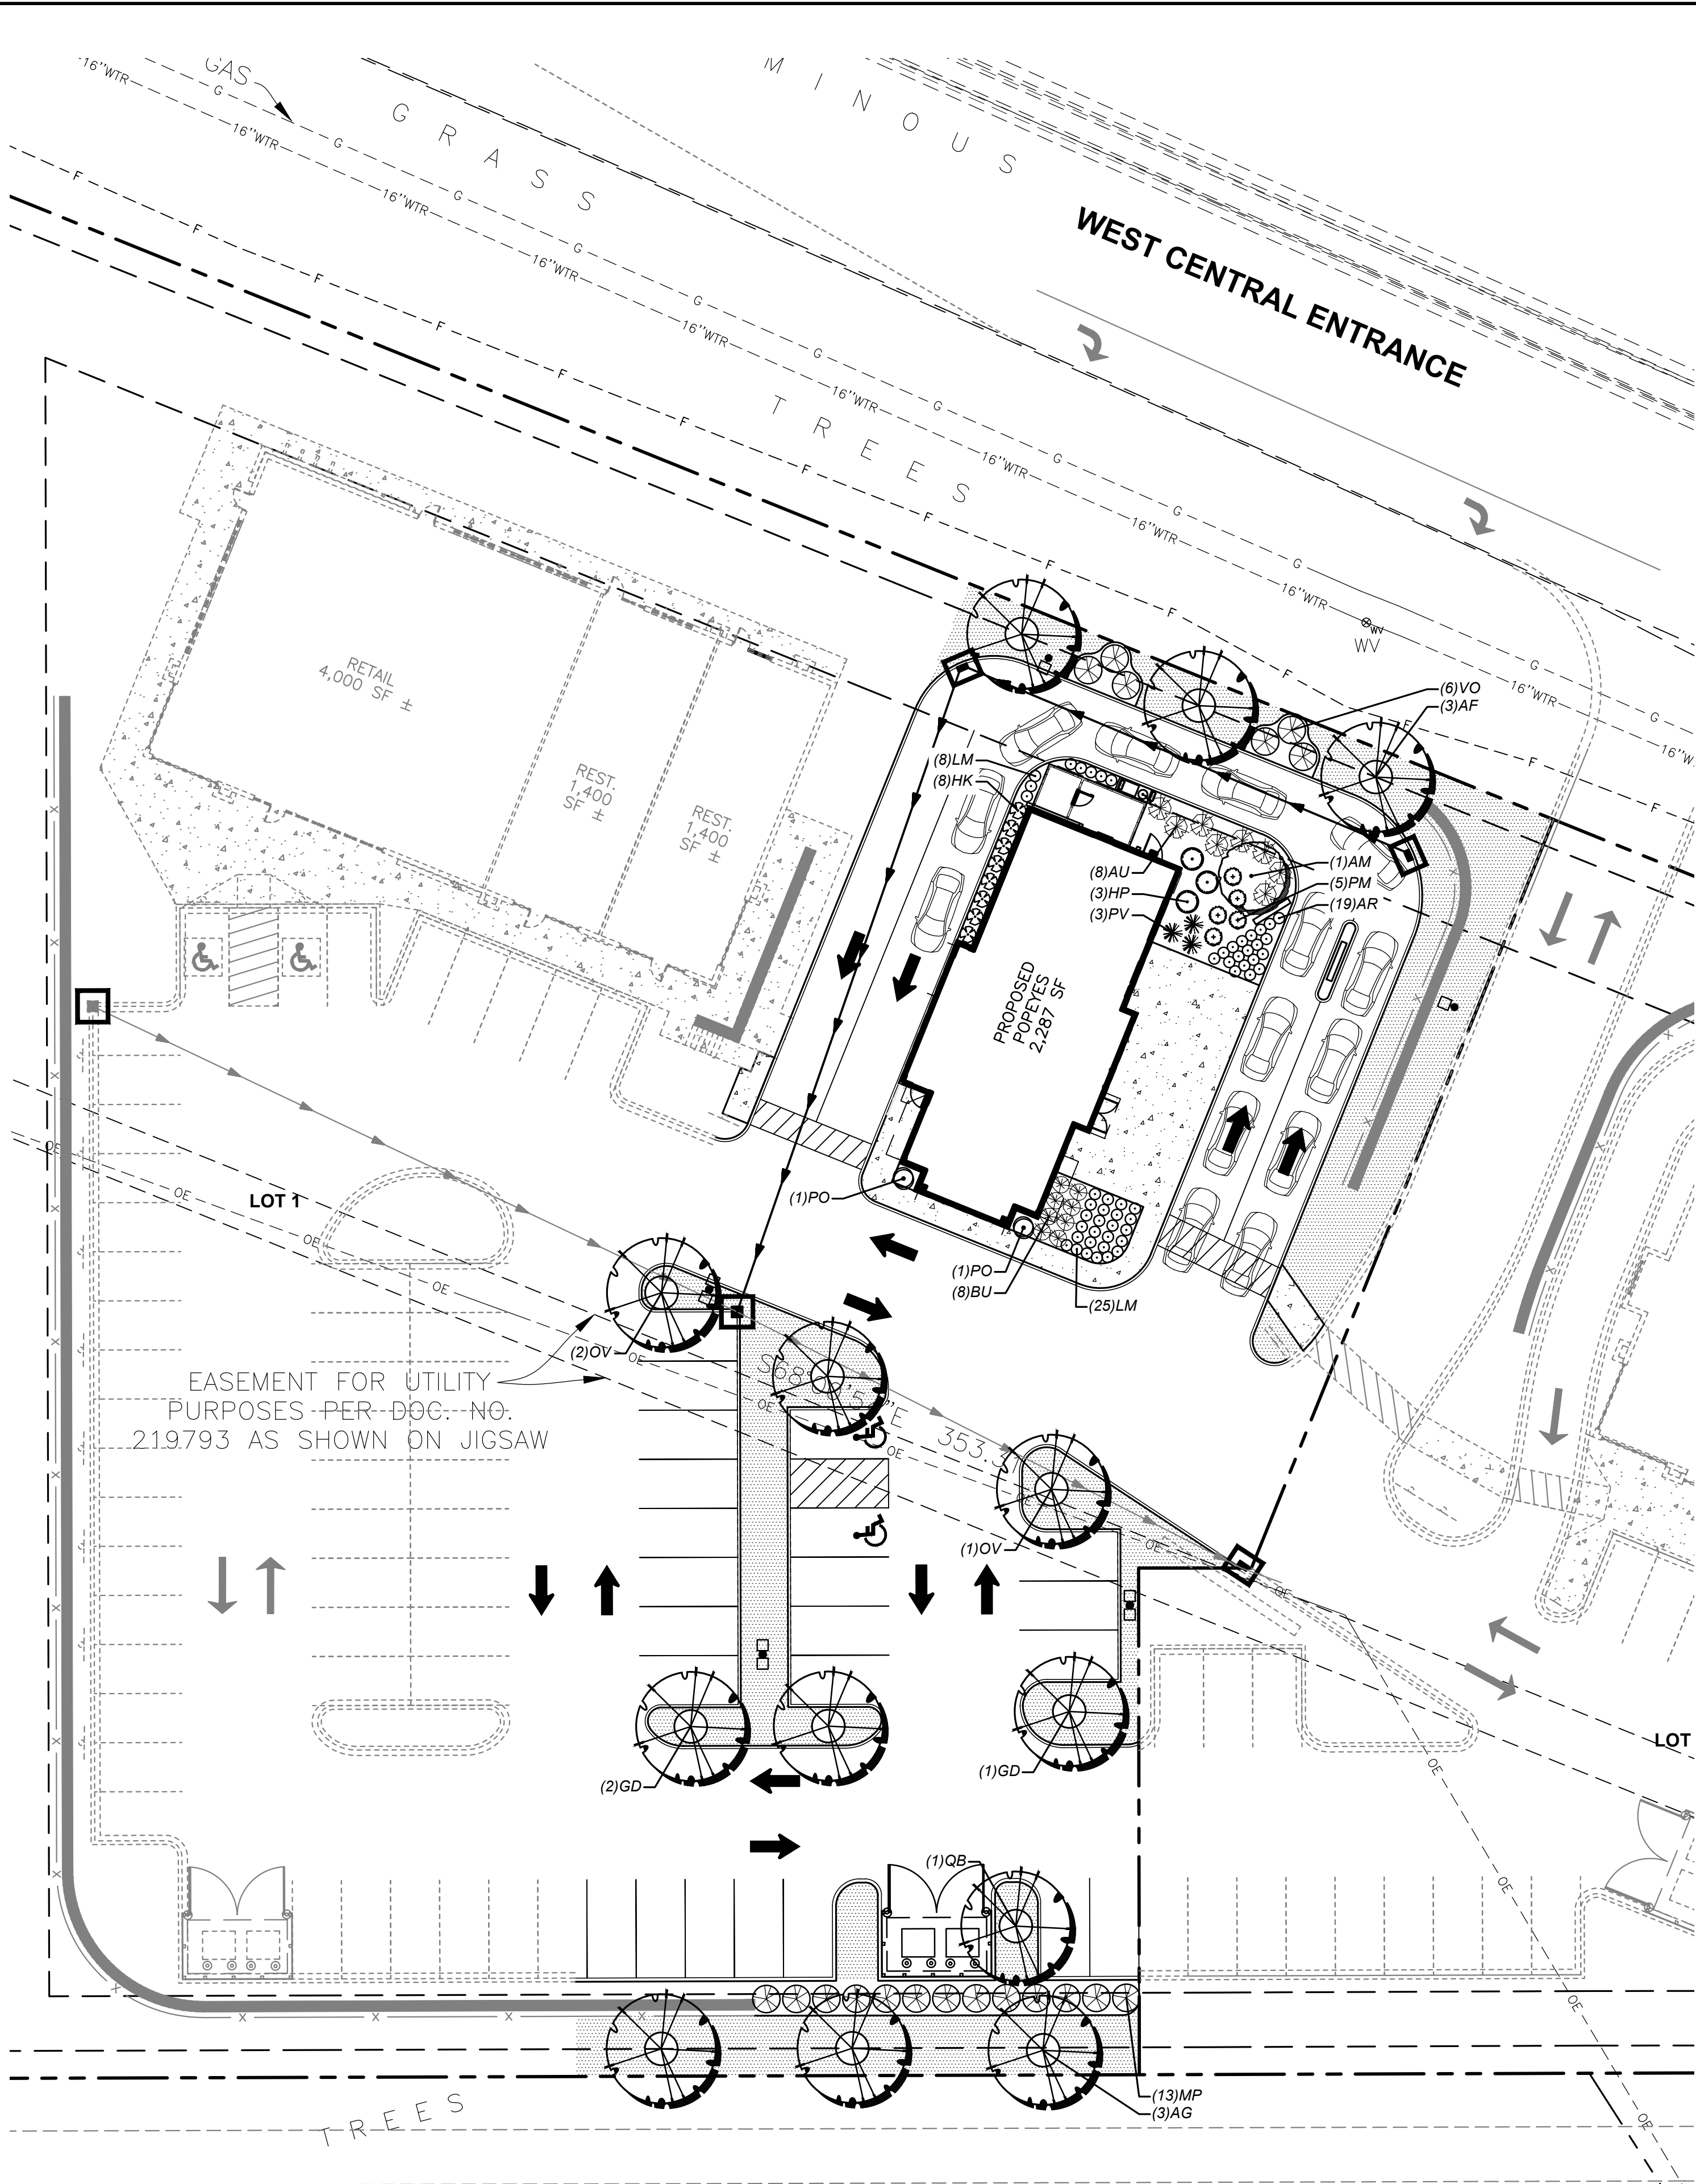 GAS
G R A S S
M I N O U S
WEST CENTRAL ENTRANCE
16"WTR
G
F
T R E E S
WV
WV
(6)VO
(3)AF
RETAIL
4,000 SF ±
REST.
1,400
SF ±
REST.
1,400
SF ±
(8)LM
(8)HK
(8)AU
(3)HP
(3)PV
(1)AM
(5)PM
(19)AR
PROPOSED
POPEYES
2,287 SF
(1)PO
(1)PO
(8)BU
(25)LM
LOT 1
OE
(2)OV
EASEMENT FOR UTILITY
PURPOSES PER DOC. NO.
219793 AS SHOWN ON JIGSAW
(1)OV
(2)GD
(1)GD
LOT
(1)QB
X
(13)MP
(3)AG
T R E E S